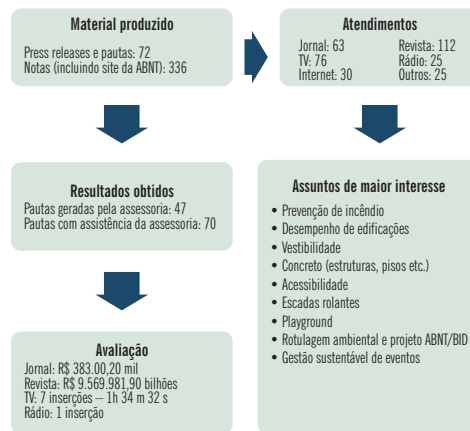 Material produzido
Press releases e pautas: 72
Notas (incluindo site da ABNT): 336
Atendimentos
Jornal: 63
TV: 76
Internet: 30
Revista: 112
Rádio: 25
Outros: 25
Resultados obtidos
Pautas geradas pela assessoria: 47
Pautas com assistência da assessoria: 70
Avaliação
Jornal: R$ 383.00,20 mil
Revista: R$ 9.569.981,90 bilhões
TV: 7 inserções – 1h 34 m 32 s
Rádio: 1 inserção
Assuntos de maior interesse
• Prevenção de incêndio
• Desempenho de edificações
• Vestibilidade
• Concreto (estruturas, pisos etc.)
• Acessibilidade
• Escadas rolantes
• Playground
• Rotulagem ambiental e projeto ABNT/BID
• Gestão sustentável de eventos